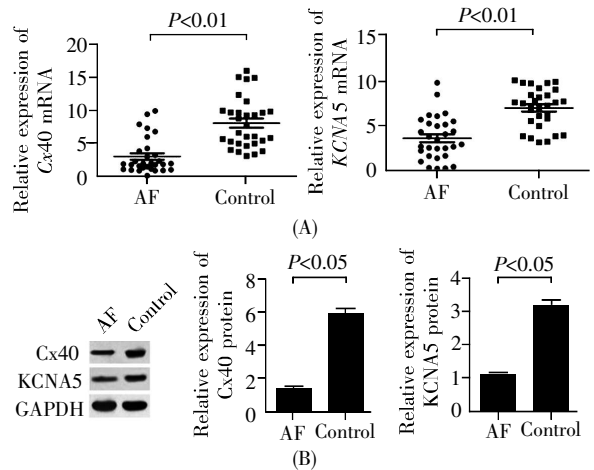 P<0.01
Relative expression of
Cx40 mRNA
20
15
10
5
0
AF
Control
P<0.01
Relative expression of
KCNA5 mRNA
15
10
5
0
AF
Control
(A)
AF
Control
Cx40
KCNA5
GAPDH
P<0.05
Relative expression of
Cx40 protein
8
6
4
2
0
AF
Control
P<0.05
Relative expression of
KCNA5 protein
4
3
2
1
0
AF
Control
(B)